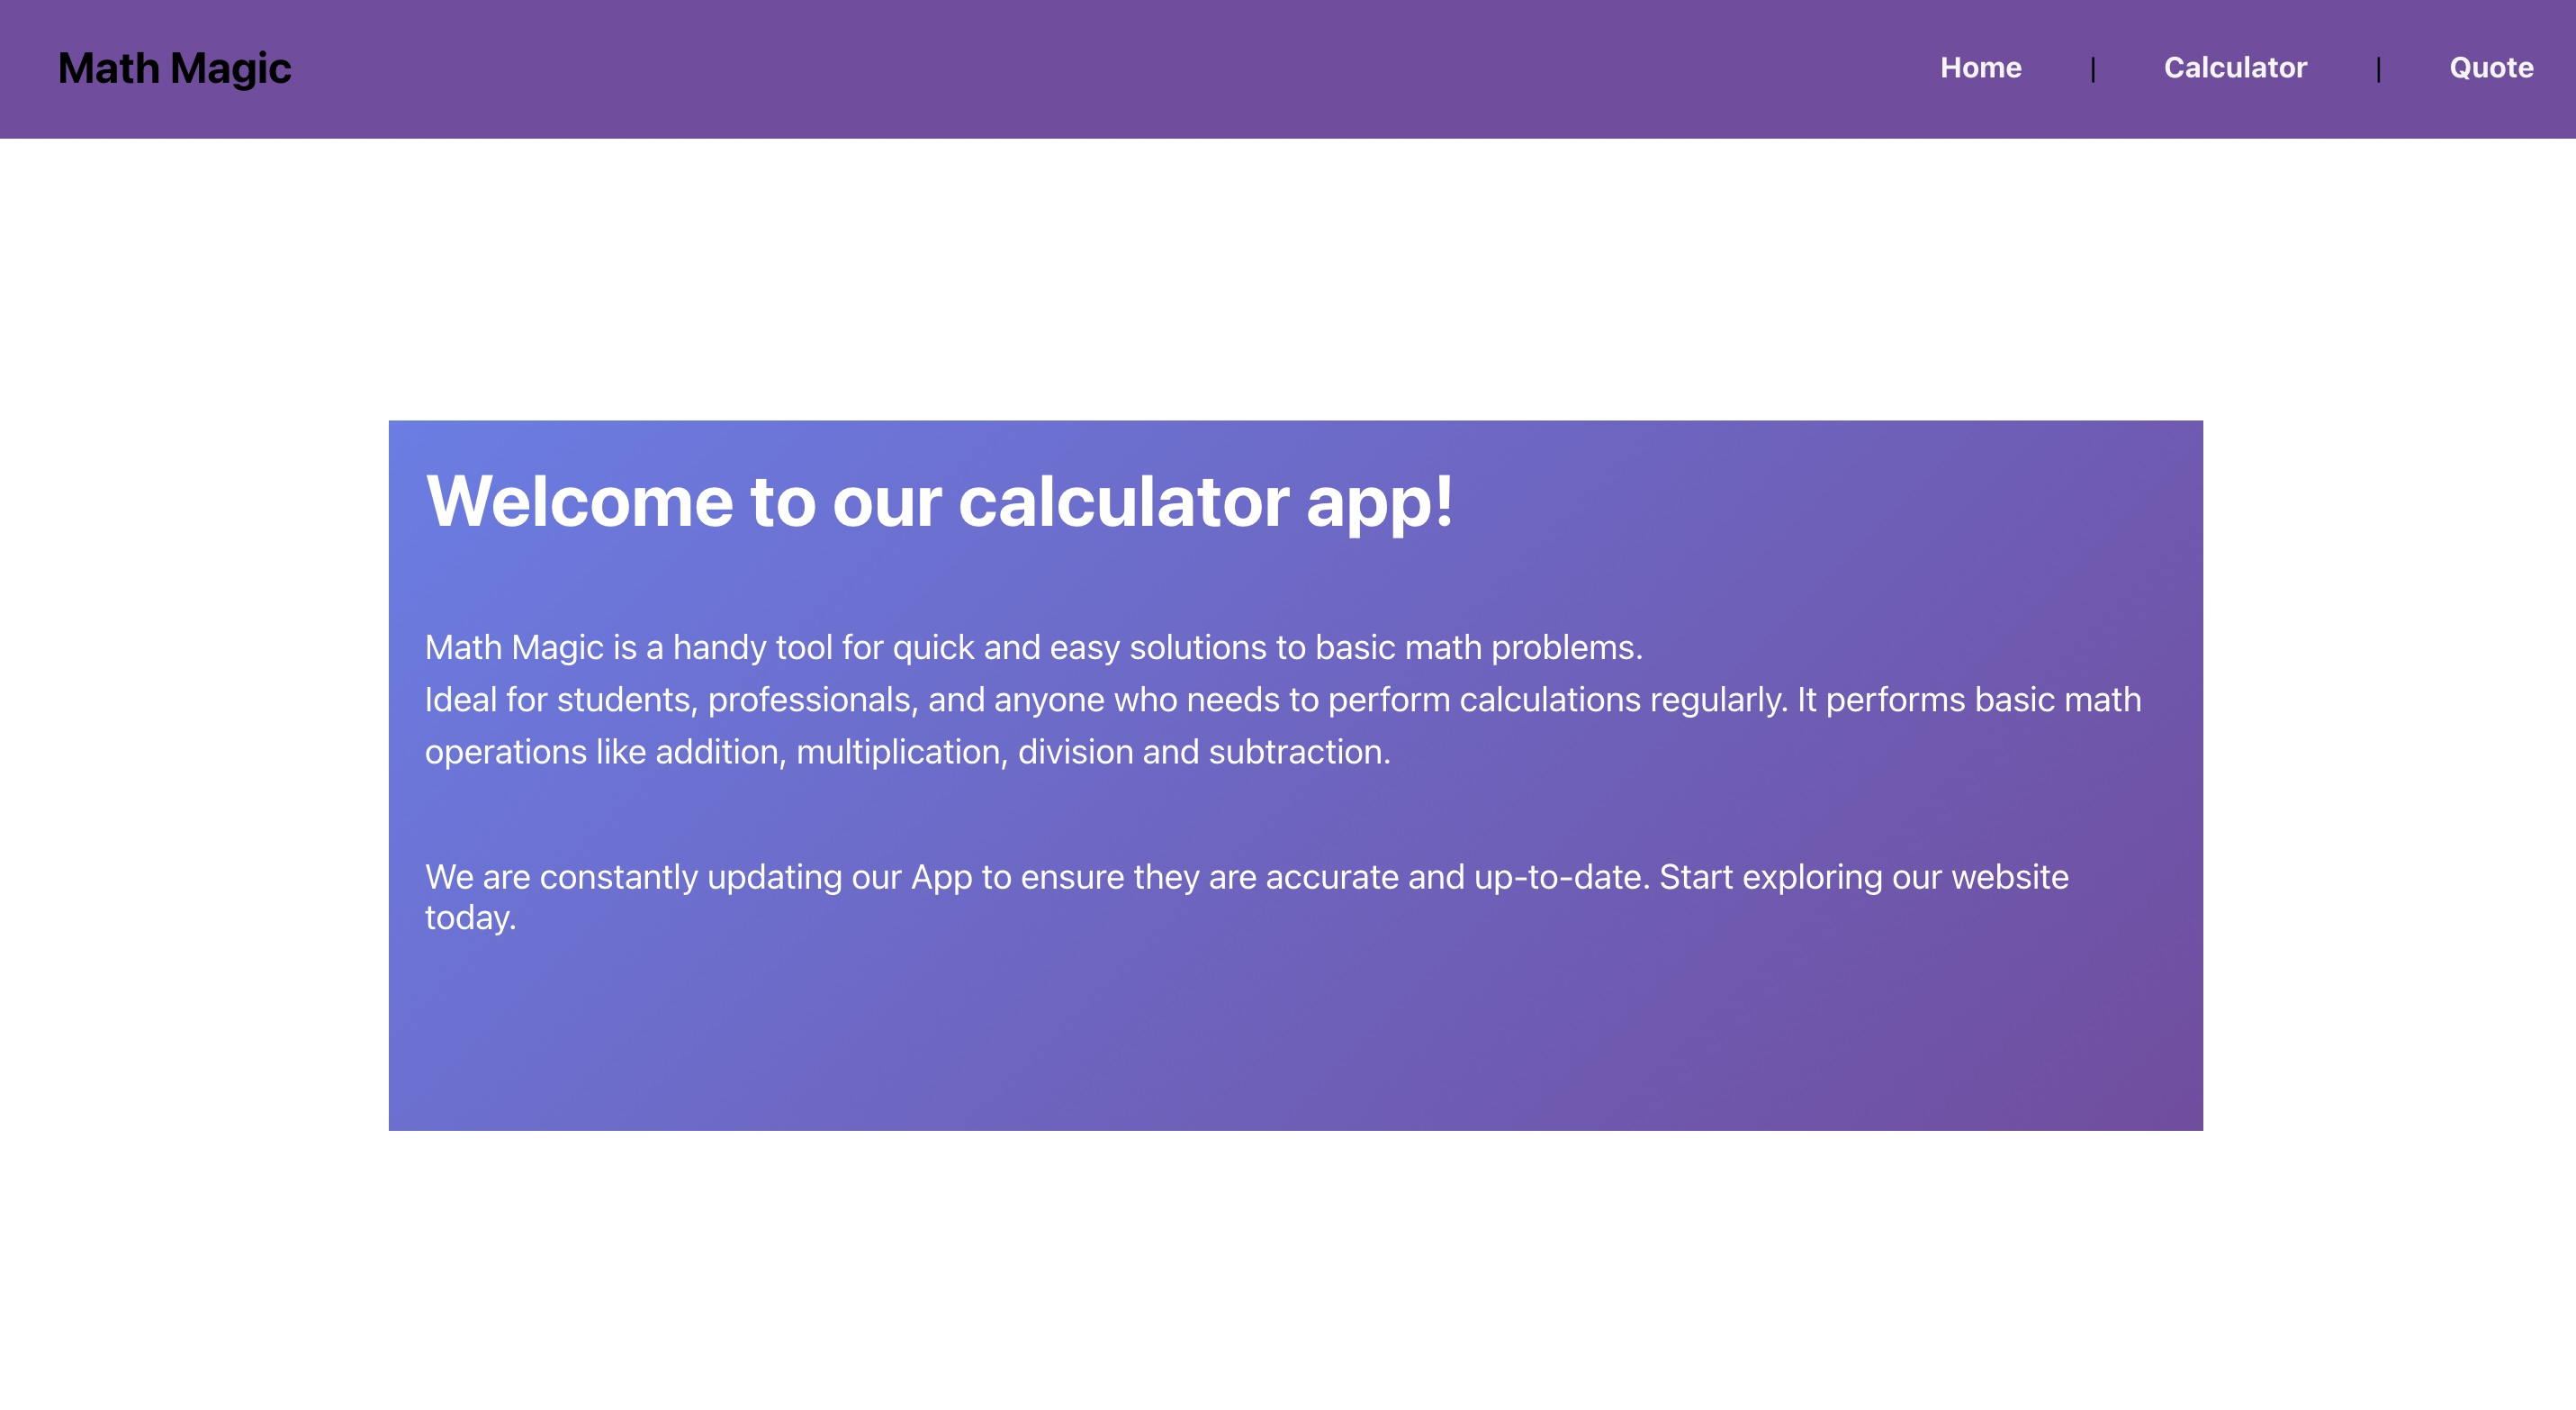 Math Magic
Home | Calculator | Quote
Welcome to our calculator app!
Math Magic is a handy tool for quick and easy solutions to basic math problems.
Ideal for students, professionals, and anyone who needs to perform calculations regularly. It performs basic math
operations like addition, multiplication, division and subtraction.
We are constantly updating our App to ensure they are accurate and up-to-date. Start exploring our website
today.